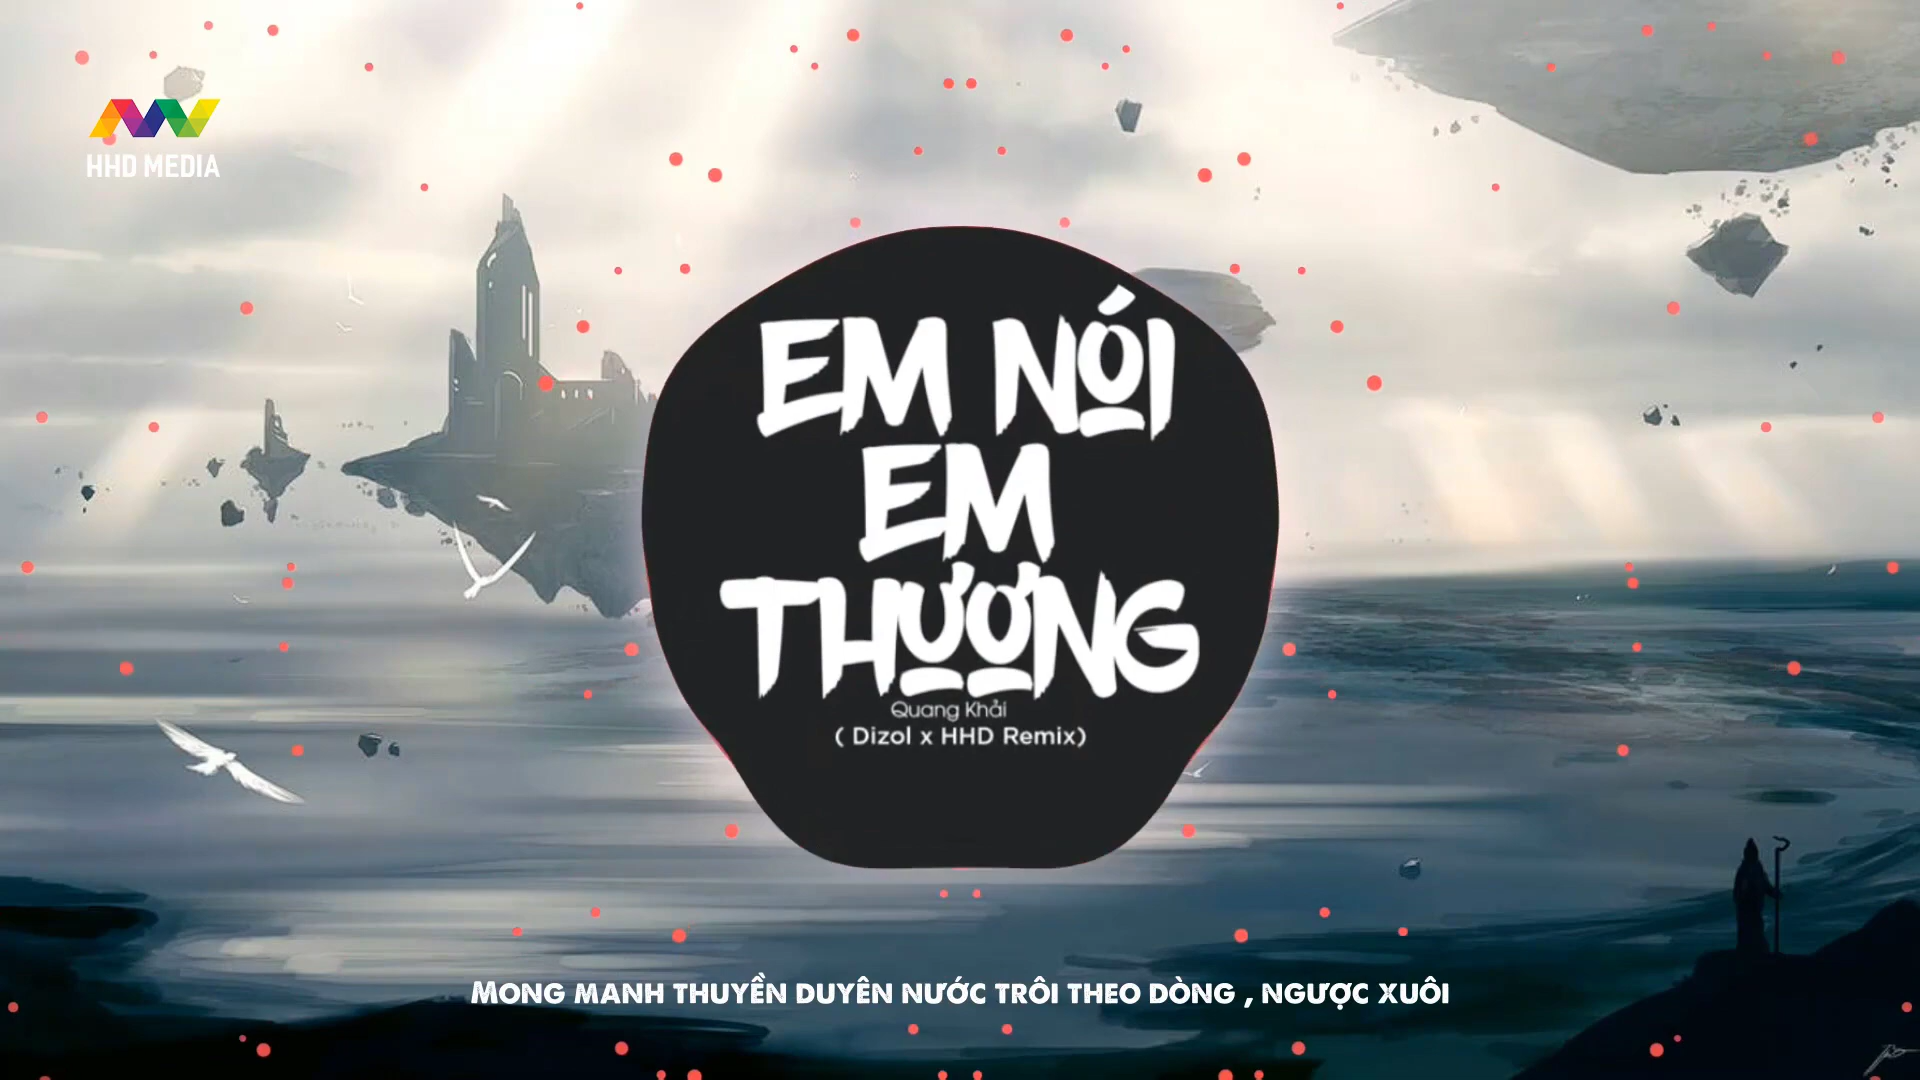 HHD MEDIA
EM NÓI
EM
THƯƠNG
Quang Khải
( Dizol x HHD Remix)
MONG MANH THUYỀN DUYÊN NƯỚC TRÔI THEO DÒNG , NGƯỢC XUÔI